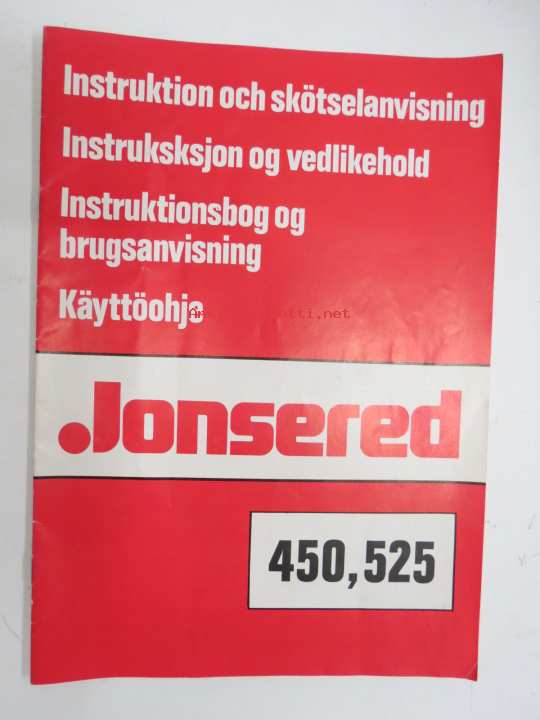 Instruktion och skötselanvisning
Instruksksjon og vedlikehold
Instruktionsbog og
brugsanvisning
Käyttöohje
Jonsered
450,525